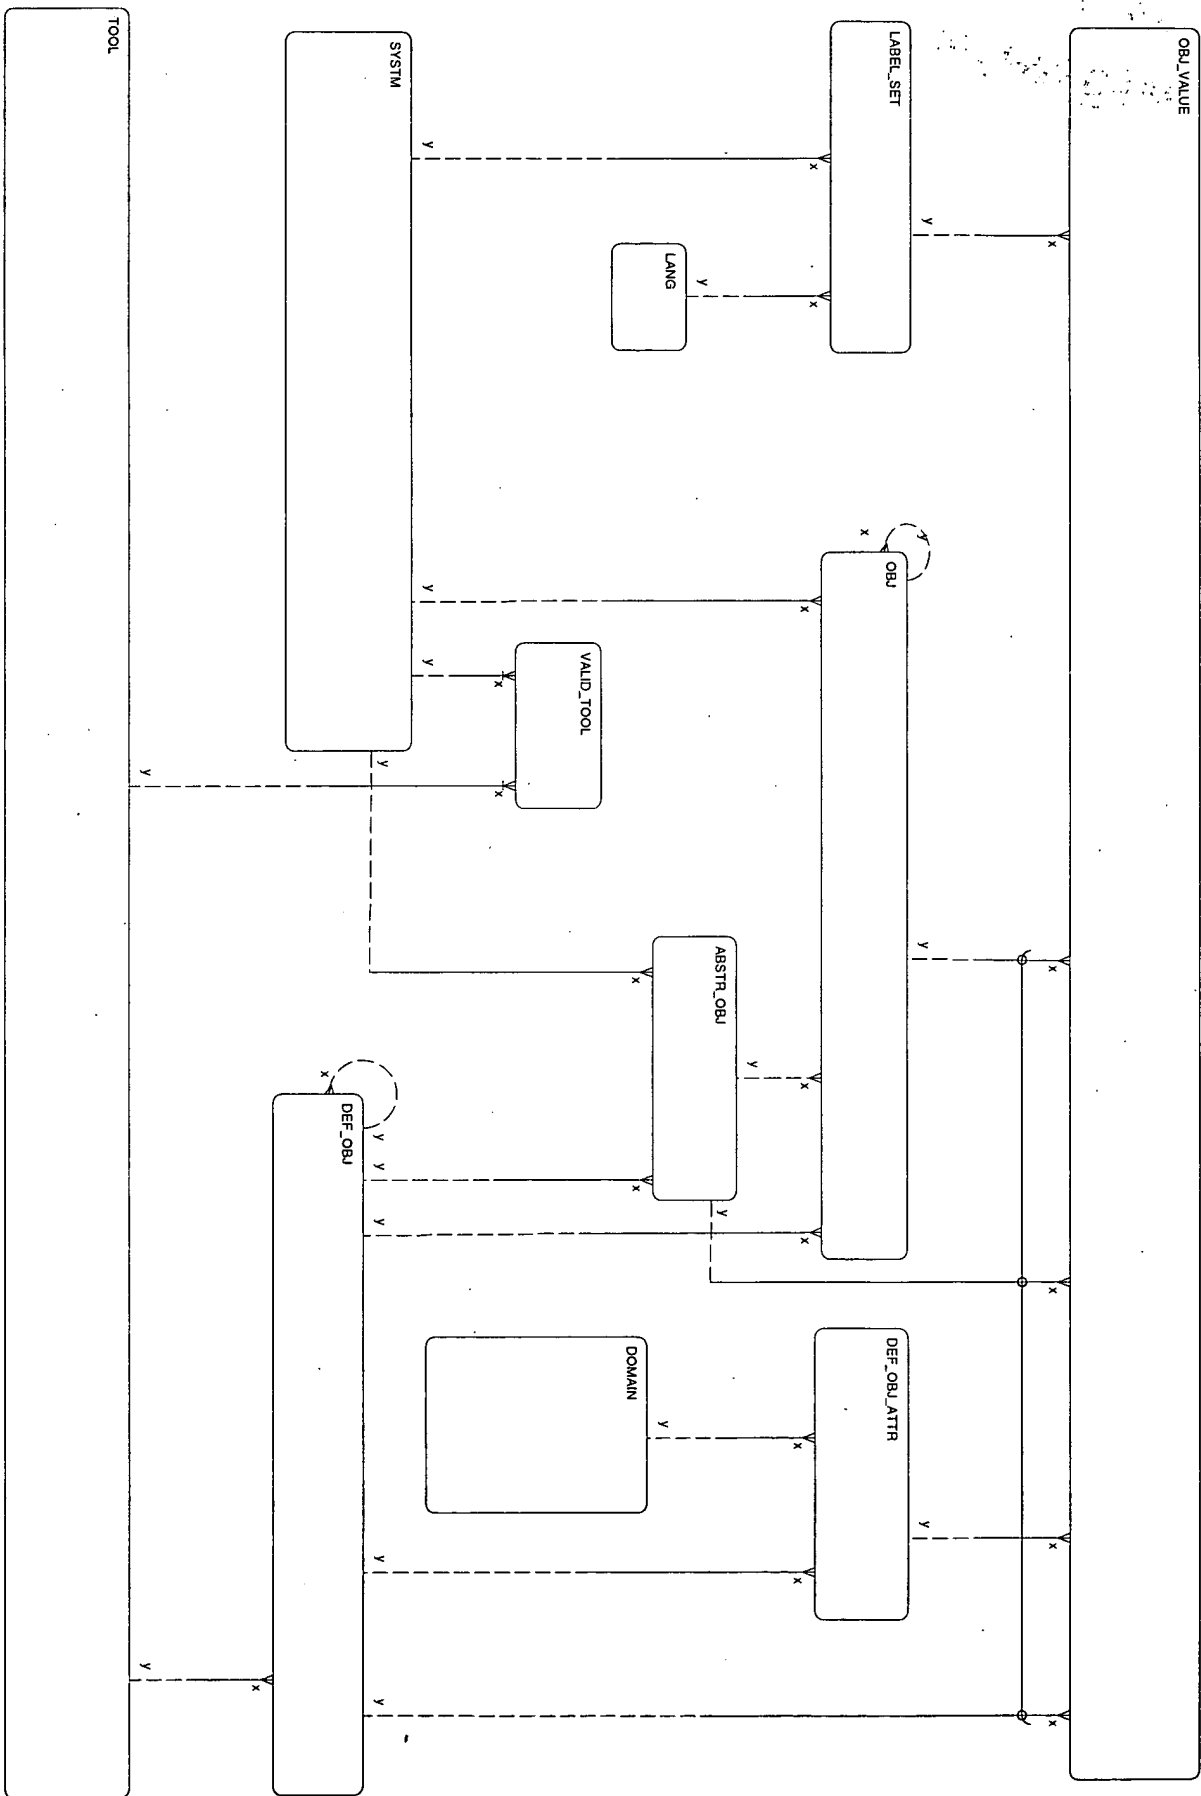 OBJ_VALUE
x x x x x
y y y y
LABEL_SET OBJ DEF_OBJ_ATTR
x
x x x x x x x
y
y
ABSTR_OBJ
y
LANG y
x x
DOMAIN
VALID_TOOL
x x
y y y
SYSTM
y y y y y y
DEF_OBJ
x
x
y y
TOOL